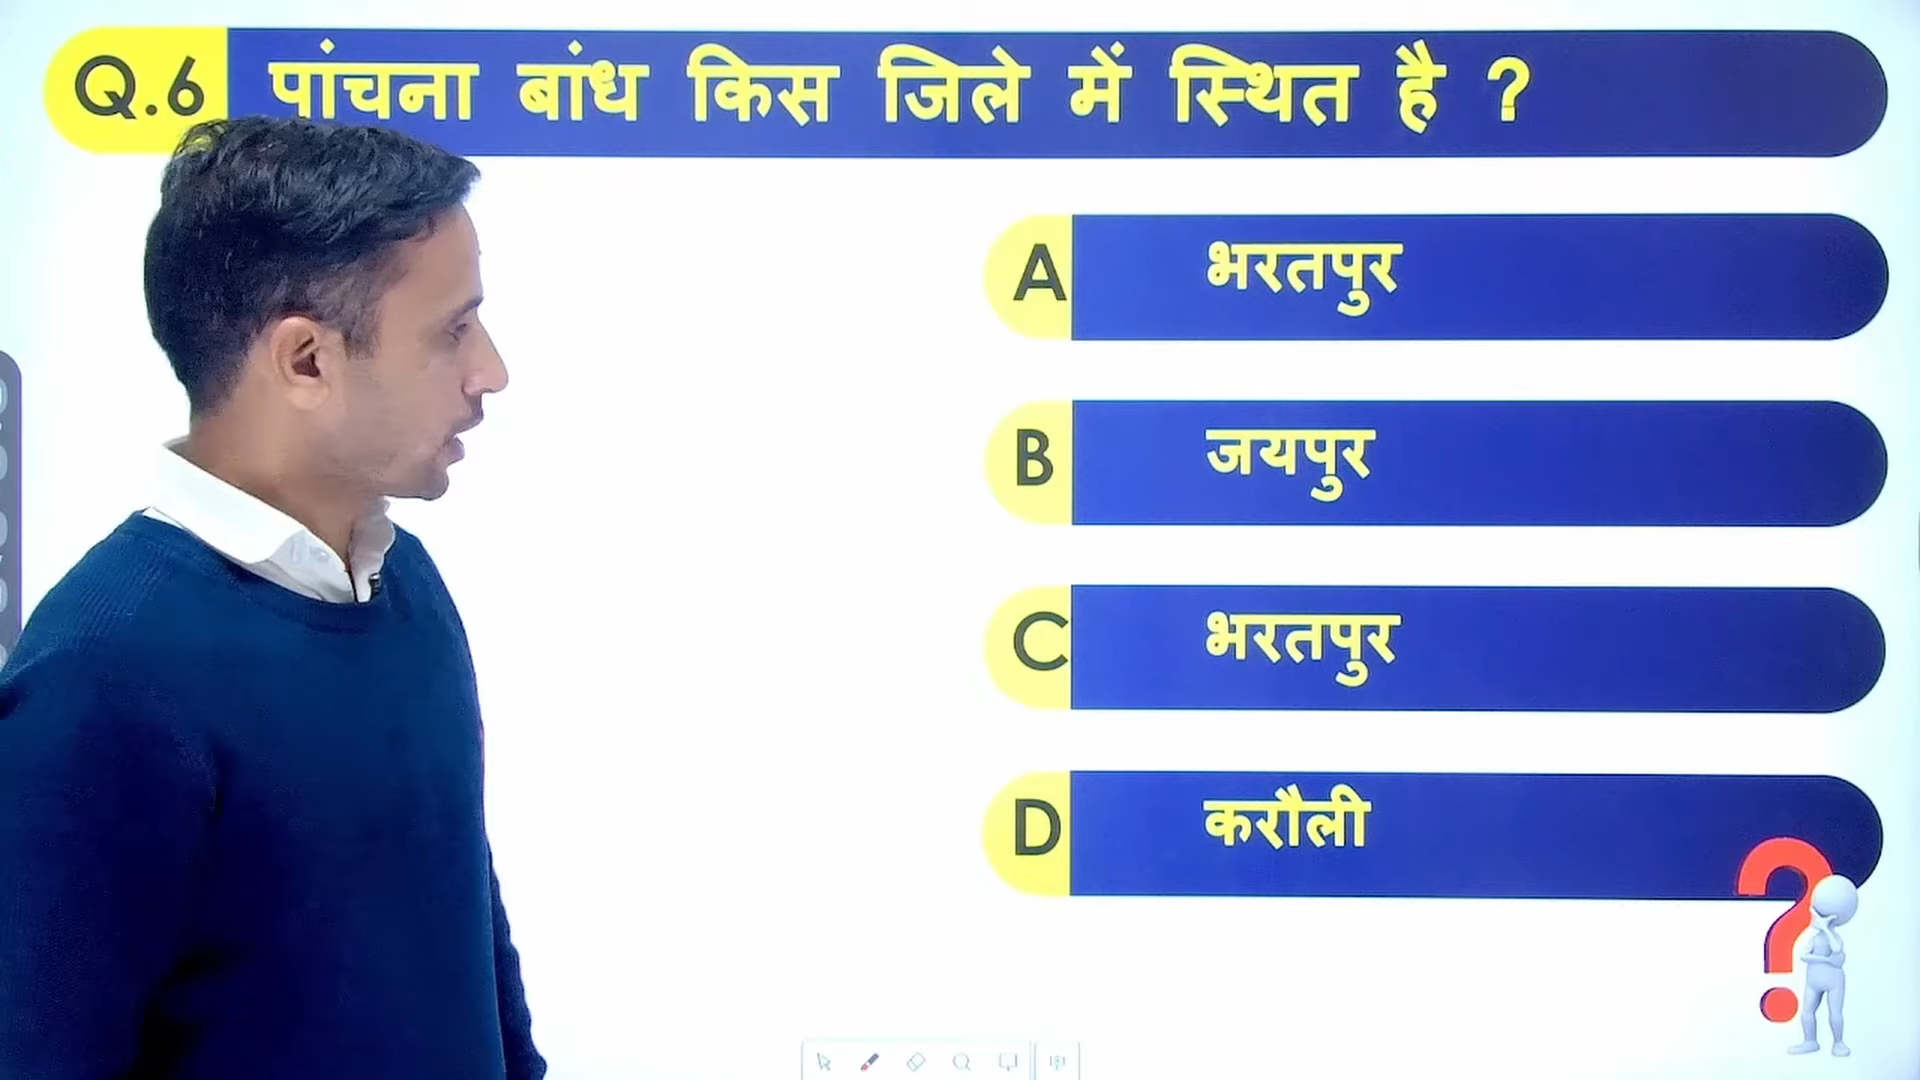 Q.6 पांचना बांध किस जिले में स्थित है ?
A भरतपुर
B जयपुर
C भरतपुर
D करौली